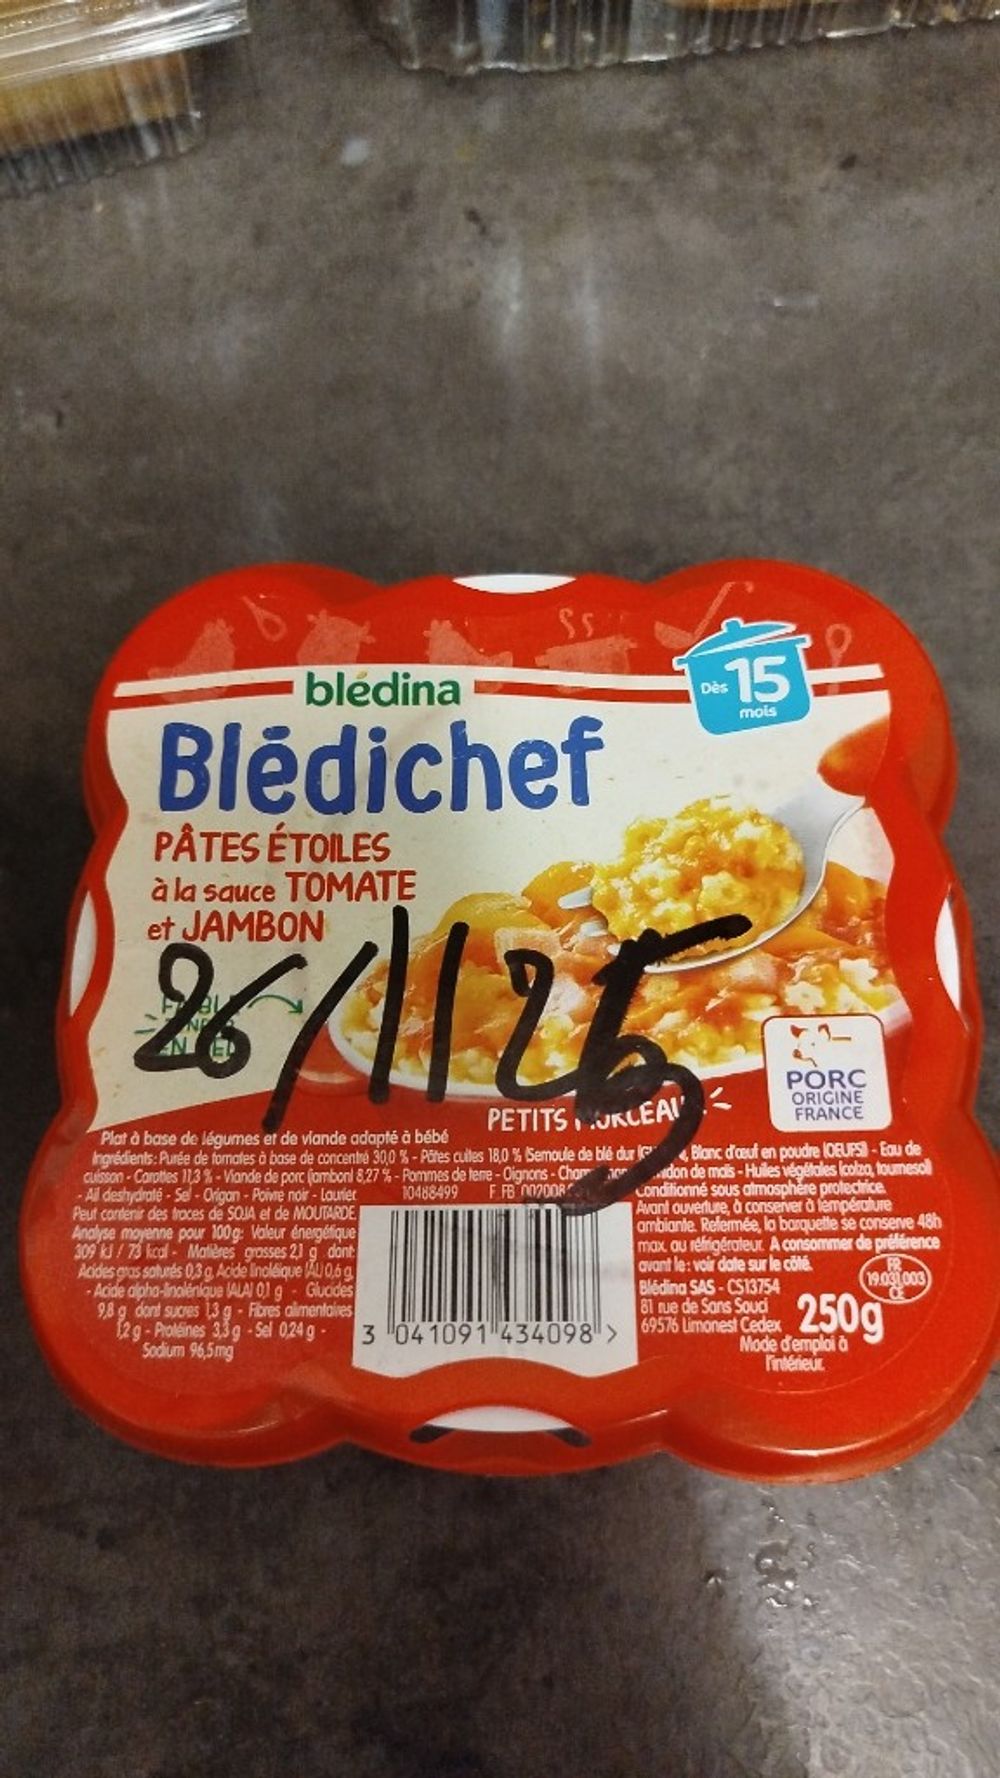 blédina
Blēdichef
Dès 15 mois
PÂTES ÉTOILES
à la sauce TOMATE
et JAMBON
26/11 25
PORC
ORIGINE
FRANCE
PETITS MORCEAUX
Plat à base de légumes et de viande adapté à bébé
Ingrédients: Purée de tomates à base de concentré 30,0 % - Pâtes cuites 18,0 % (Semoule de blé dur Blanc d'œuf en poudre (OEUFS)) - Eau de
cuisson - Carottes 11,3 % - Viande de porc (jambon) 8,27 % - Pommes de terre - Oignons - de maïs - Huiles végétales (colza, tournesol)
- Ail deshydraté - Sel - Origan - Poivre noir - Laurier
Peut contenir des traces de SOJA et de MOUTARDE
Analyse moyenne pour 100g: Valeur énergétique
309 kJ / 73 kcal - Matières grasses 2,1 g dont
Acides gras saturés 0,3 g, Acide linoléique (AL) 0,6 g,
- Acide alpha-linolénique (ALA) 0,1 g - Glucides
9,8 g dont sucres 1,3 g - Fibres alimentaires
1,2 g - Protéines 3,3 g - Sel 0,24 g -
Sodium 96,5mg
10488499
3 041091 434098 >
Conditionné sous atmosphère protectrice.
Avant ouverture, à conserver à température
ambiante. Refermée, la barquette se conserve 48h
max. au réfrigérateur. A consommer de préférence
avant le: voir date sur le côté.
Blédina SAS - CS13754
81 rue de Sans Souci
69576 Limonest Cedex
FR
19.031.003
CE
250g
Mode d'emploi à
l'intérieur.